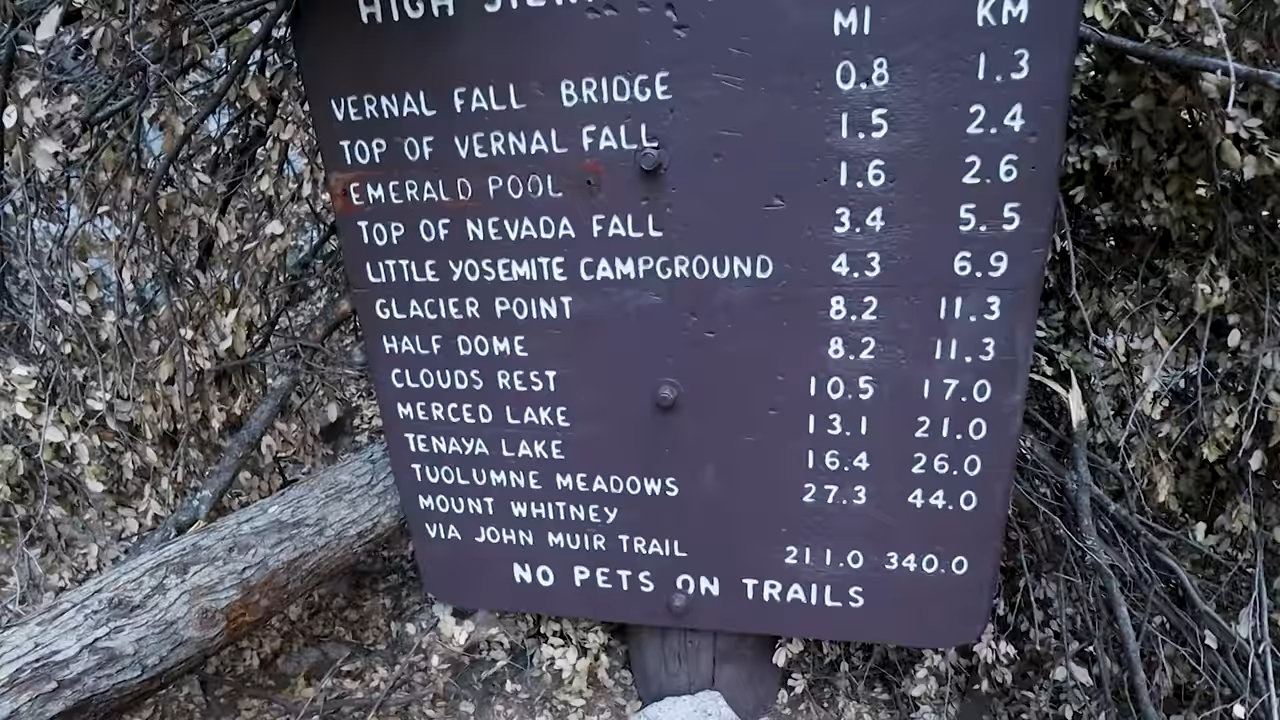 HIGH
MI KM
VERNAL FALL BRIDGE 0.8 1.3
TOP OF VERNAL FALL 1.5 2.4
EMERALD POOL 1.6 2.6
TOP OF NEVADA FALL 3.4 5.5
LITTLE YOSEMITE CAMPGROUND 4.3 6.9
GLACIER POINT 8.2 11.3
HALF DOME 8.2 11.3
CLOUDS REST 10.5 17.0
MERCED LAKE 13.1 21.0
TENAYA LAKE 16.4 26.0
TUOLUMNE MEADOWS 27.3 44.0
MOUNT WHITNEY
VIA JOHN MUIR TRAIL 211.0 340.0
NO PETS ON TRAILS